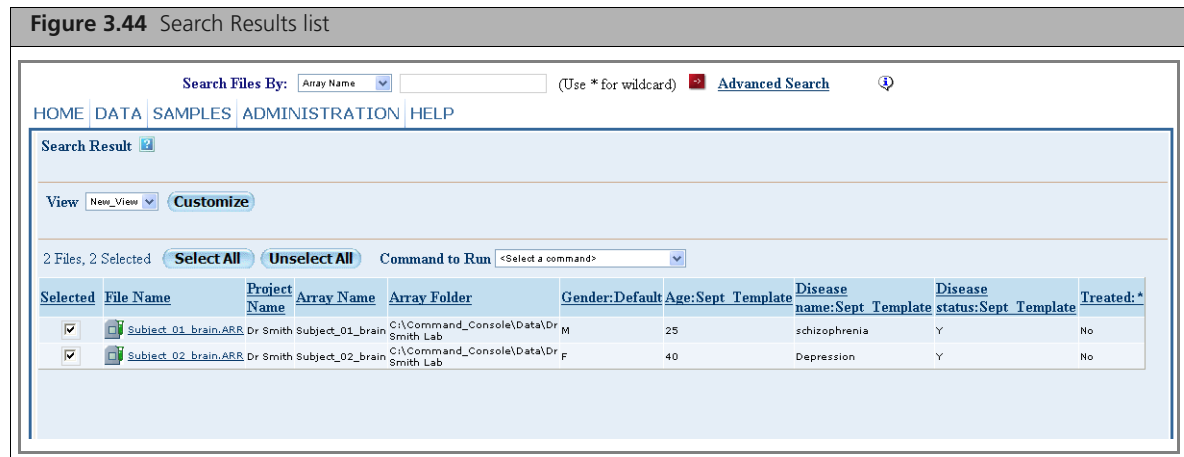 Figure 3.44 Search Results list
Search Files By: Array Name (Use * for wildcard) Advanced Search
HOME DATA SAMPLES ADMINISTRATION HELP
Search Result ?
View New_View Customize
2 Files, 2 Selected Select All Unselect All Command to Run <Select a command>
Selected File Name Project Name Array Name Array Folder Gender:Default Age:Sept_Template Disease name:Sept_Template Disease status:Sept_Template Treated:*
Subject_01_brain.ARR Dr Smith Subject_01_brain C:\Command_Console\Data\Dr Smith Lab M 25 schizophrenia Y No
Subject_02_brain.ARR Dr Smith Subject_02_brain C:\Command_Console\Data\Dr Smith Lab F 40 Depression Y No